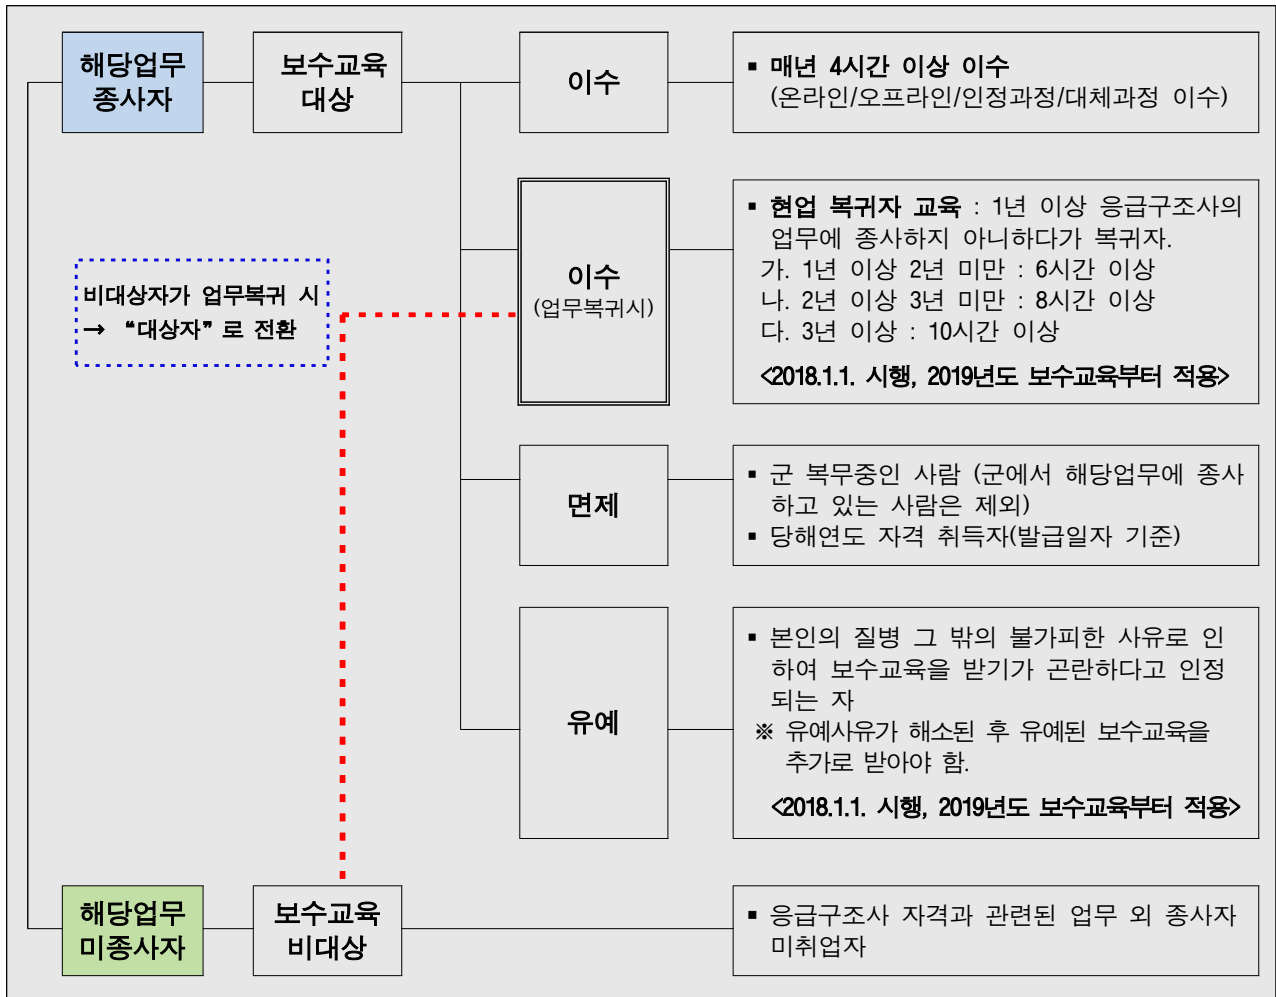 해당업무
종사자
보수교육
대상
이수
▪ 매년 4시간 이상 이수
(온라인/오프라인/인정과정/대체과정 이수)
이수
(업무복귀시)
▪ 현업 복귀자 교육 : 1년 이상 응급구조사의
업무에 종사하지 아니하다가 복귀자.
가. 1년 이상 2년 미만 : 6시간 이상
나. 2년 이상 3년 미만 : 8시간 이상
다. 3년 이상 : 10시간 이상
<2018.1.1. 시행, 2019년도 보수교육부터 적용>
비대상자가 업무복귀 시
→ “대상자”로 전환
면제
▪ 군 복무중인 사람 (군에서 해당업무에 종사
하고 있는 사람은 제외)
▪ 당해연도 자격 취득자(발급일자 기준)
유예
▪ 본인의 질병 그 밖의 불가피한 사유로 인
하여 보수교육을 받기가 곤란하다고 인정
되는 자
※ 유예사유가 해소된 후 유예된 보수교육을
추가로 받아야 함.
<2018.1.1. 시행, 2019년도 보수교육부터 적용>
해당업무
미종사자
보수교육
비대상
▪ 응급구조사 자격과 관련된 업무 외 종사자
미취업자